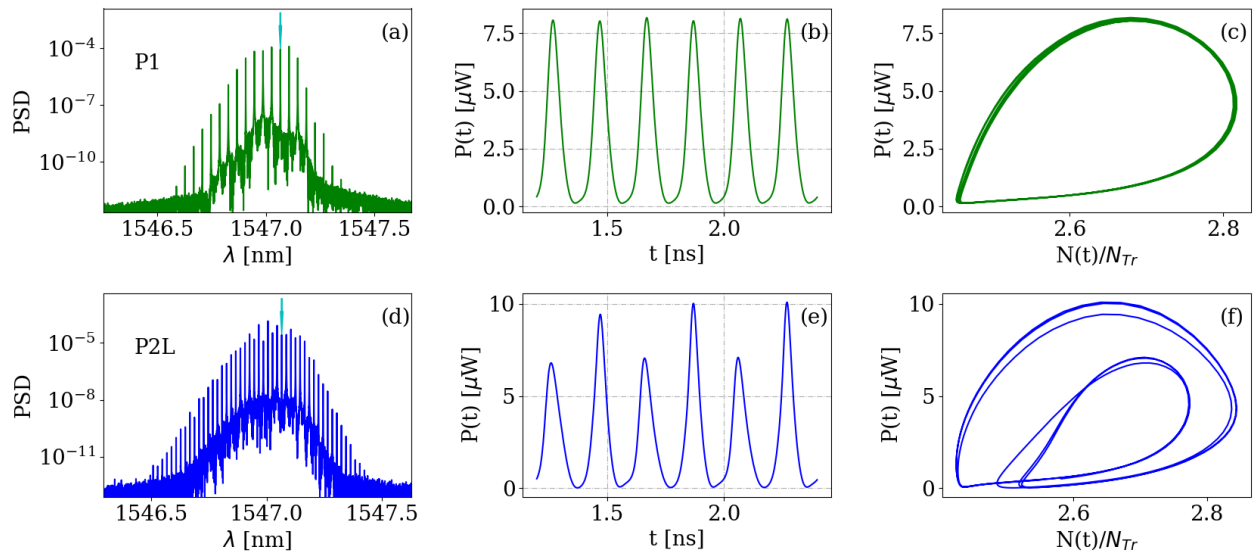 (a)
P1
PSD
10⁻⁴
10⁻⁷
10⁻¹⁰
1546.5 1547.0 1547.5
λ [nm]
(b)
P(t) [μW]
7.5
5.0
2.5
0.0
1.5 2.0
t [ns]
(c)
P(t) [μW]
7.5
5.0
2.5
0.0
2.6 2.8
N(t)/N_Tr
(d)
P2L
PSD
10⁻⁵
10⁻⁸
10⁻¹¹
1546.5 1547.0 1547.5
λ [nm]
(e)
P(t) [μW]
10
5
0
1.5 2.0
t [ns]
(f)
P(t) [μW]
10
5
0
2.6 2.8
N(t)/N_Tr